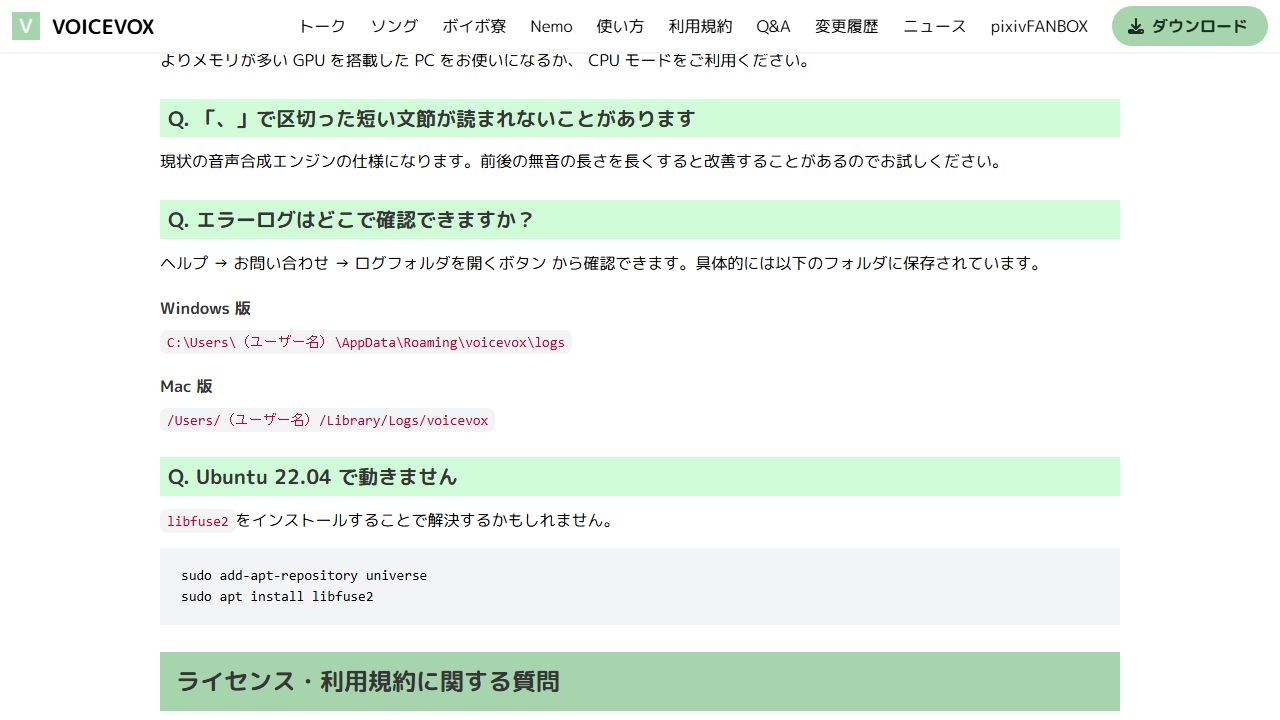 V VOICEVOX トーク ソング ボイボ寮 Nemo 使い方 利用規約 Q&A 変更履歴 ニュース pixivFANBOX ダウンロード
よりメモリが多い GPU を搭載した PC をお使いになるか、 CPU モードをご利用ください。
Q. 「、」で区切った短い文節が読まれないことがあります
現状の音声合成エンジンの仕様になります。前後の無音の長さを長くすると改善することがあるのでお試しください。
Q. エラーログはどこで確認できますか？
ヘルプ → お問い合わせ → ログフォルダを開くボタン から確認できます。具体的には以下のフォルダに保存されています。
Windows 版
C:\Users\（ユーザー名）\AppData\Roaming\voicevox\logs
Mac 版
/Users/（ユーザー名）/Library/Logs/voicevox
Q. Ubuntu 22.04 で動きません
libfuse2をインストールすることで解決するかもしれません。
sudo add-apt-repository universe
sudo apt install libfuse2
ライセンス・利用規約に関する質問